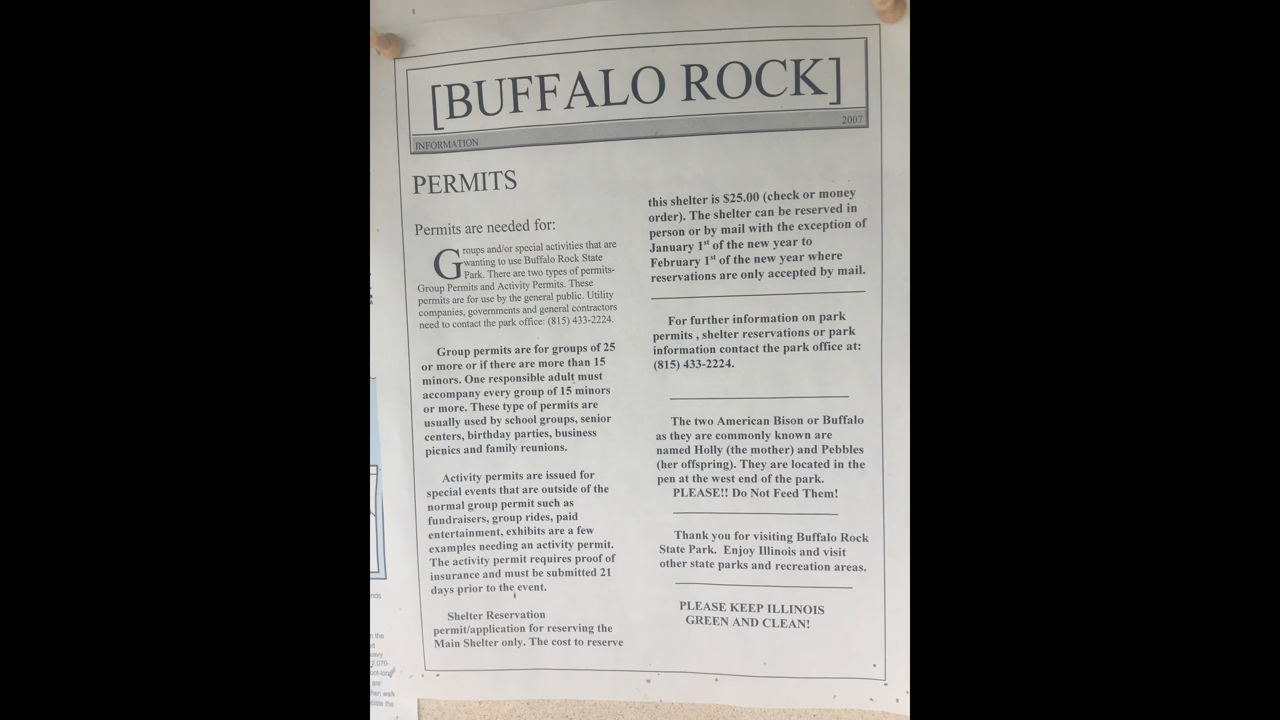 [BUFFALO ROCK]
INFORMATION 2007
PERMITS
Permits are needed for:
Groups and/or special activities that are
wanting to use Buffalo Rock State
Park. There are two types of permits-
Group Permits and Activity Permits. These
permits are for use by the general public. Utility
companies, governments and general contractors
need to contact the park office: (815) 433-2224.
Group permits are for groups of 25
or more or if there are more than 15
minors. One responsible adult must
accompany every group of 15 minors
or more. These type of permits are
usually used by school groups, senior
centers, birthday parties, business
picnics and family reunions.
Activity permits are issued for
special events that are outside of the
normal group permit such as
fundraisers, group rides, paid
entertainment, exhibits are a few
examples needing an activity permit.
The activity permit requires proof of
insurance and must be submitted 21
days prior to the event.
Shelter Reservation
permit/application for reserving the
Main Shelter only. The cost to reserve
this shelter is $25.00 (check or money
order). The shelter can be reserved in
person or by mail with the exception of
January 1st of the new year to
February 1st of the new year where
reservations are only accepted by mail.
For further information on park
permits , shelter reservations or park
information contact the park office at:
(815) 433-2224.
The two American Bison or Buffalo
as they are commonly known are
named Holly (the mother) and Pebbles
(her offspring). They are located in the
pen at the west end of the park.
PLEASE!! Do Not Feed Them!
Thank you for visiting Buffalo Rock
State Park. Enjoy Illinois and visit
other state parks and recreation areas.
PLEASE KEEP ILLINOIS
GREEN AND CLEAN!